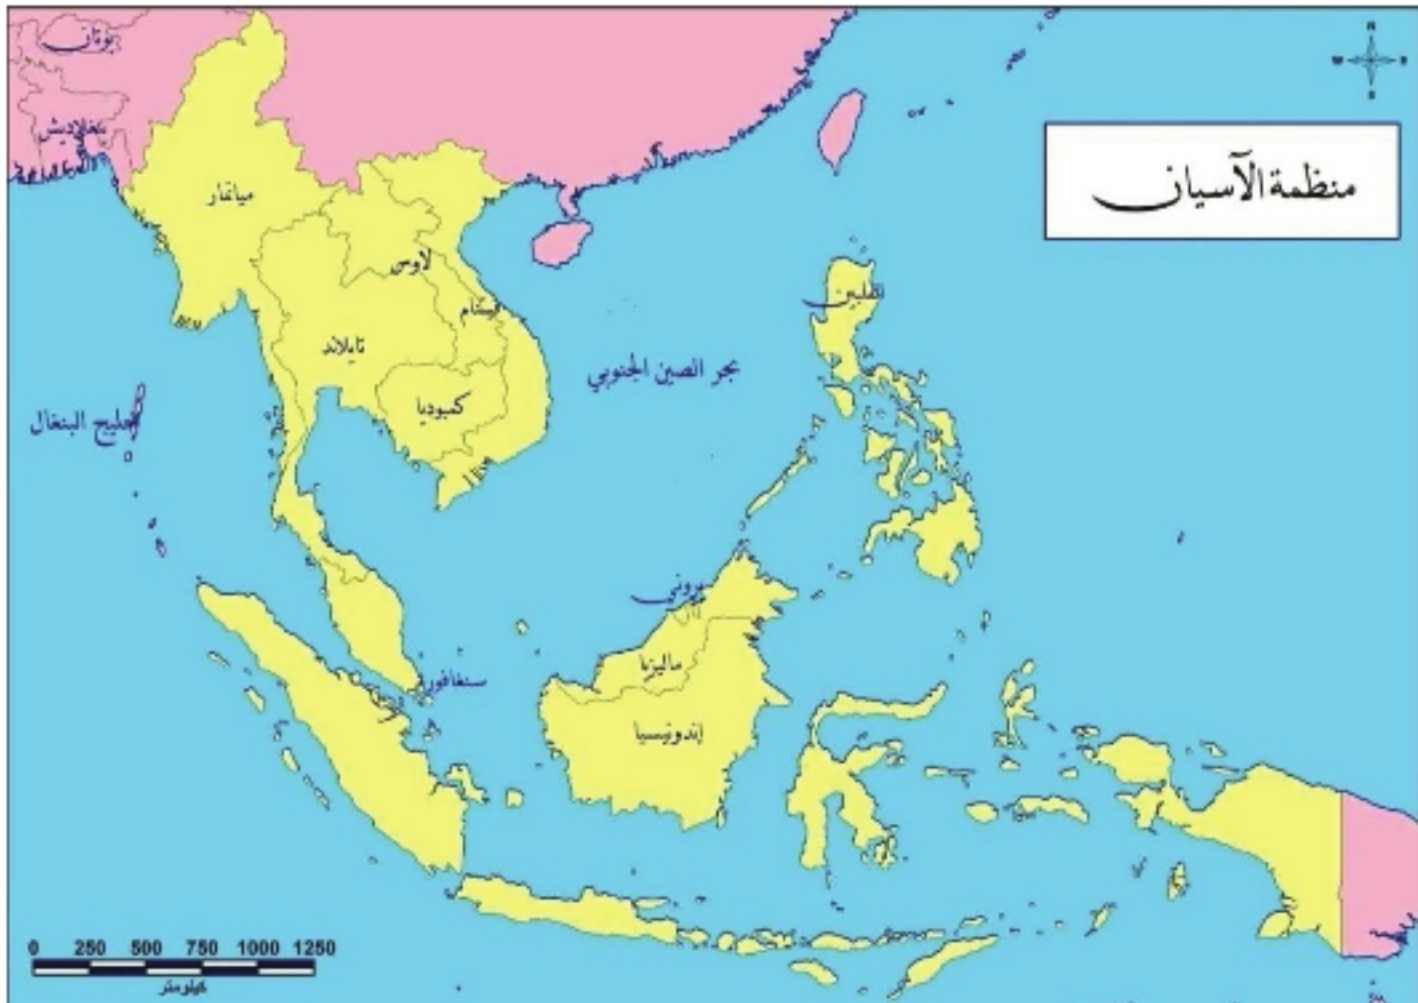 منظمة الآسيان
N
W E
S
بوتان
بنغلاديش
ميانمار
لاوس
فيتنام
تايلاند
كمبوديا
الفلبين
بحر الصين الجنوبي
خليج البنغال
بروني
ماليزيا
سنغافورة
إندونيسيا
0 250 500 750 1000 1250
كيلومتر